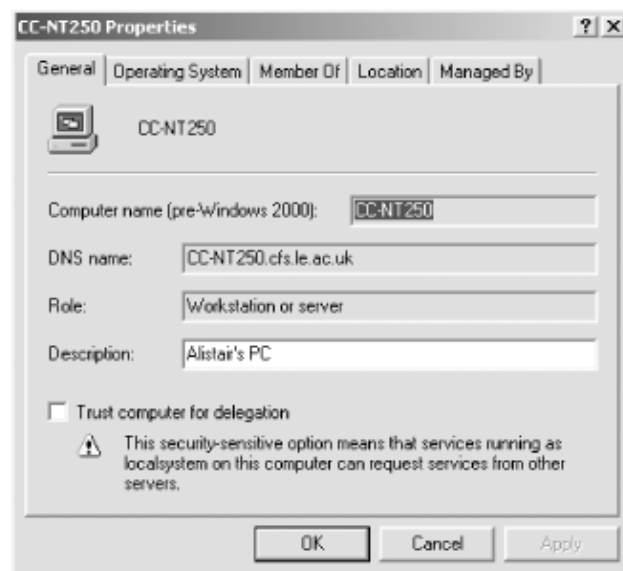 CC-NT250 Properties
? X
General Operating System Member Of Location Managed By
CC-NT250
Computer name (pre-Windows 2000): CC-NT250
DNS name: CC-NT250.cfs.le.ac.uk
Role: Workstation or server
Description: Alistair's PC
Trust computer for delegation
This security-sensitive option means that services running as
localsystem on this computer can request services from other
servers.
OK Cancel Apply